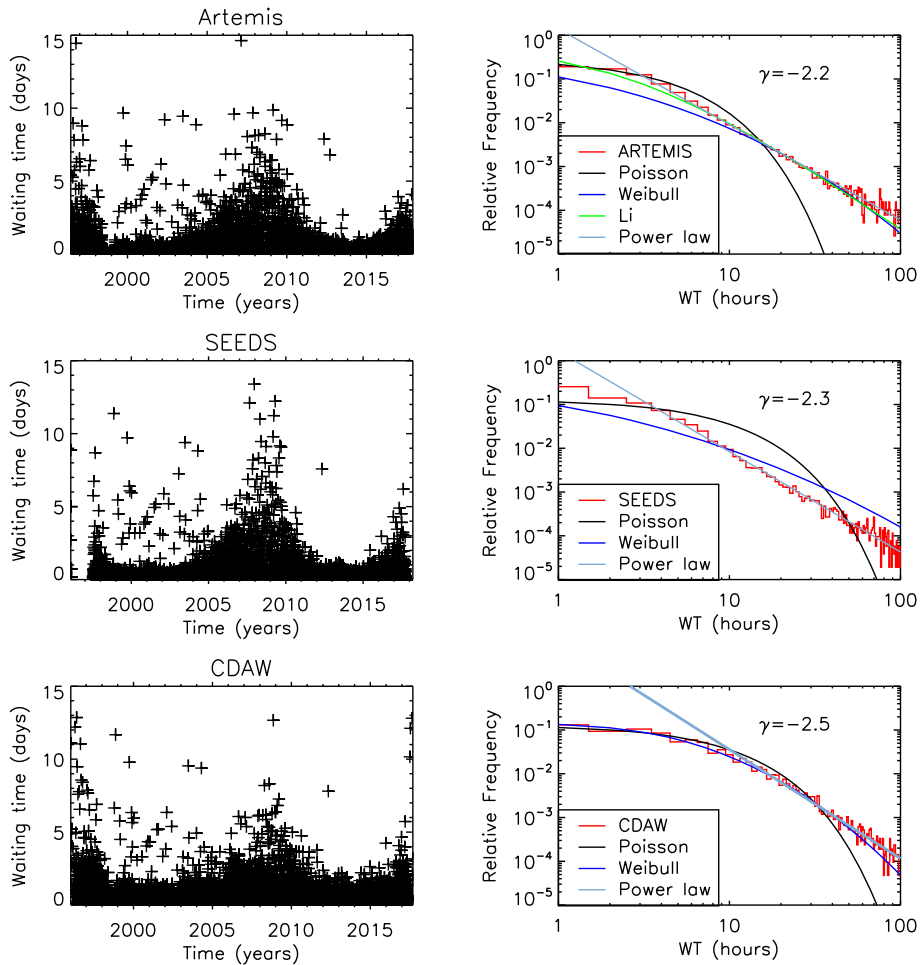 Artemis
Waiting time (days)
15
10
5
0
2000 2005 2010 2015
Time (years)
Relative Frequency
10⁰
10⁻¹
10⁻²
10⁻³
10⁻⁴
10⁻⁵
γ=−2.2
ARTEMIS
Poisson
Weibull
Li
Power law
1 10 100
WT (hours)
SEEDS
Waiting time (days)
15
10
5
0
2000 2005 2010 2015
Time (years)
Relative Frequency
10⁰
10⁻¹
10⁻²
10⁻³
10⁻⁴
10⁻⁵
γ=−2.3
SEEDS
Poisson
Weibull
Power law
1 10 100
WT (hours)
CDAW
Waiting time (days)
15
10
5
0
2000 2005 2010 2015
Time (years)
Relative Frequency
10⁰
10⁻¹
10⁻²
10⁻³
10⁻⁴
10⁻⁵
γ=−2.5
CDAW
Poisson
Weibull
Power law
1 10 100
WT (hours)